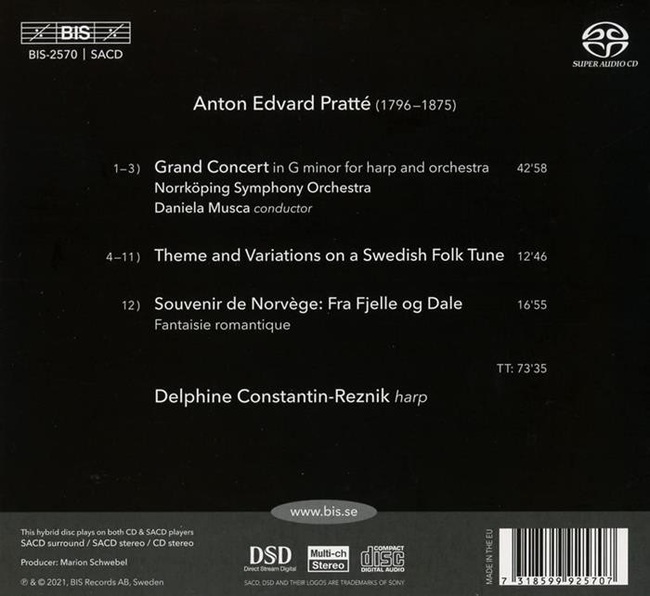 BIS
BIS-2570 | SACD
SUPER AUDIO CD
Anton Edvard Pratté (1796–1875)
1–3) Grand Concert in G minor for harp and orchestra 42'58
Norrköping Symphony Orchestra
Daniela Musca conductor
4–11) Theme and Variations on a Swedish Folk Tune 12'46
12) Souvenir de Norvège: Fra Fjelle og Dale 16'55
Fantaisie romantique
TT: 73'35
Delphine Constantin-Reznik harp
www.bis.se
This hybrid disc plays on both CD & SACD players
SACD surround / SACD stereo / CD stereo
Producer: Marion Schwebel
℗ & © 2021, BIS Records AB, Sweden
DSD
Direct Stream Digital
Multi-ch
Stereo
COMPACT
disc
DIGITAL AUDIO
SACD, DSD AND THEIR LOGOS ARE TRADEMARKS OF SONY
MADE IN THE EU
7 318599 925707